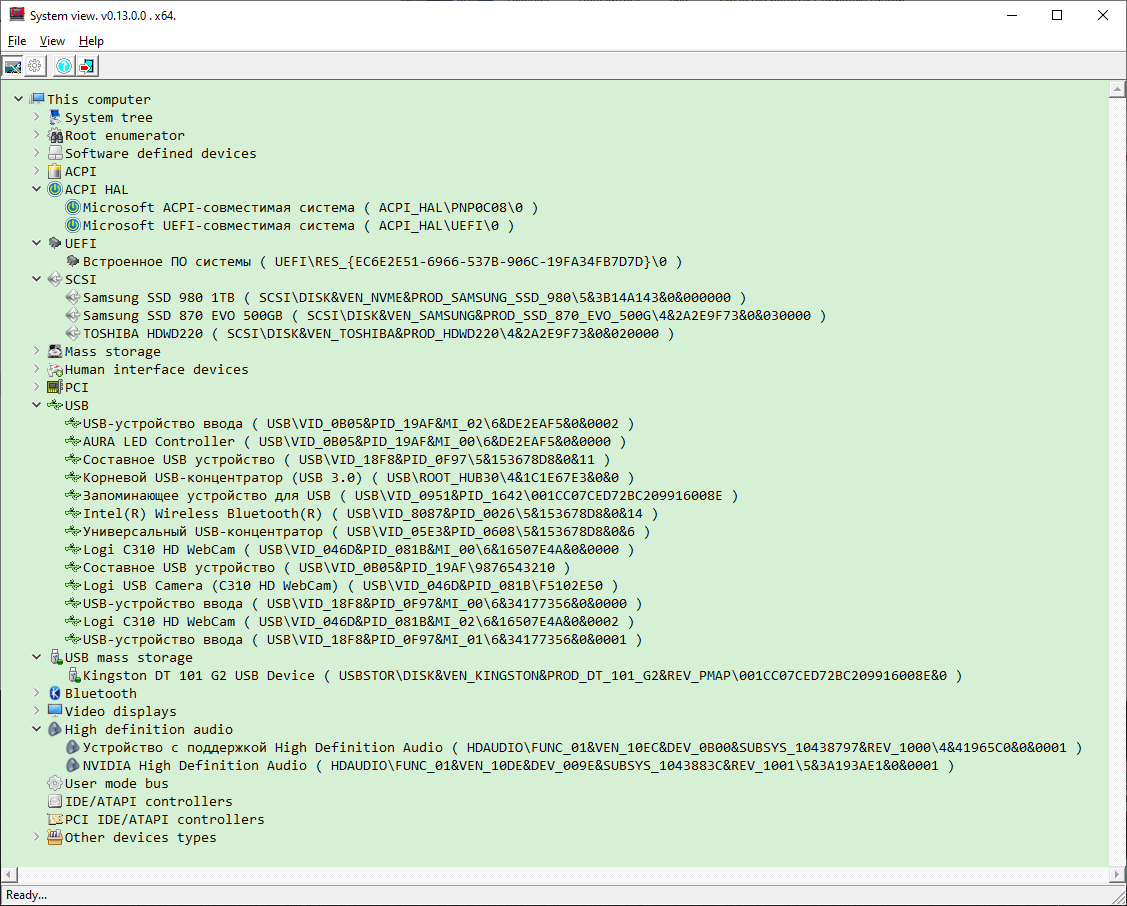 System view. v0.13.0.0 . x64.
File View Help
This computer
System tree
Root enumerator
Software defined devices
ACPI
ACPI HAL
Microsoft ACPI-совместимая система ( ACPI_HAL\PNP0C08\0 )
Microsoft UEFI-совместимая система ( ACPI_HAL\UEFI\0 )
UEFI
Встроенное ПО системы ( UEFI\RES_{EC6E2E51-6966-537B-906C-19FA34FB7D7D}\0 )
SCSI
Samsung SSD 980 1TB ( SCSI\DISK&VEN_NVME&PROD_SAMSUNG_SSD_980\5&3B14A143&0&000000 )
Samsung SSD 870 EVO 500GB ( SCSI\DISK&VEN_SAMSUNG&PROD_SSD_870_EVO_500G\4&2A2E9F73&0&030000 )
TOSHIBA HDWD220 ( SCSI\DISK&VEN_TOSHIBA&PROD_HDWD220\4&2A2E9F73&0&020000 )
Mass storage
Human interface devices
PCI
USB
USB-устройство ввода ( USB\VID_0B05&PID_19AF&MI_02\6&DE2EAF5&0&0002 )
AURA LED Controller ( USB\VID_0B05&PID_19AF&MI_00\6&DE2EAF5&0&0000 )
Составное USB устройство ( USB\VID_18F8&PID_0F97\5&153678D8&0&11 )
Корневой USB-концентратор (USB 3.0) ( USB\ROOT_HUB30\4&1C1E67E3&0&0 )
Запоминающее устройство для USB ( USB\VID_0951&PID_1642\001CC07CED72BC209916008E )
Intel(R) Wireless Bluetooth(R) ( USB\VID_8087&PID_0026\5&153678D8&0&14 )
Универсальный USB-концентратор ( USB\VID_05E3&PID_0608\5&153678D8&0&6 )
Logi C310 HD WebCam ( USB\VID_046D&PID_081B&MI_00\6&16507E4A&0&0000 )
Составное USB устройство ( USB\VID_0B05&PID_19AF\9876543210 )
Logi USB Camera (C310 HD WebCam) ( USB\VID_046D&PID_081B\F5102E50 )
USB-устройство ввода ( USB\VID_18F8&PID_0F97&MI_00\6&34177356&0&0000 )
Logi C310 HD WebCam ( USB\VID_046D&PID_081B&MI_02\6&16507E4A&0&0002 )
USB-устройство ввода ( USB\VID_18F8&PID_0F97&MI_01\6&34177356&0&0001 )
USB mass storage
Kingston DT 101 G2 USB Device ( USBSTOR\DISK&VEN_KINGSTON&PROD_DT_101_G2&REV_PMAP\001CC07CED72BC209916008E&0 )
Bluetooth
Video displays
High definition audio
Устройство с поддержкой High Definition Audio ( HDAUDIO\FUNC_01&VEN_10EC&DEV_0B00&SUBSYS_10438797&REV_1000\4&41965C0&0&0001 )
NVIDIA High Definition Audio ( HDAUDIO\FUNC_01&VEN_10DE&DEV_009E&SUBSYS_1043883C&REV_1001\5&3A193AE1&0&0001 )
User mode bus
IDE/ATAPI controllers
PCI IDE/ATAPI controllers
Other devices types
Ready...